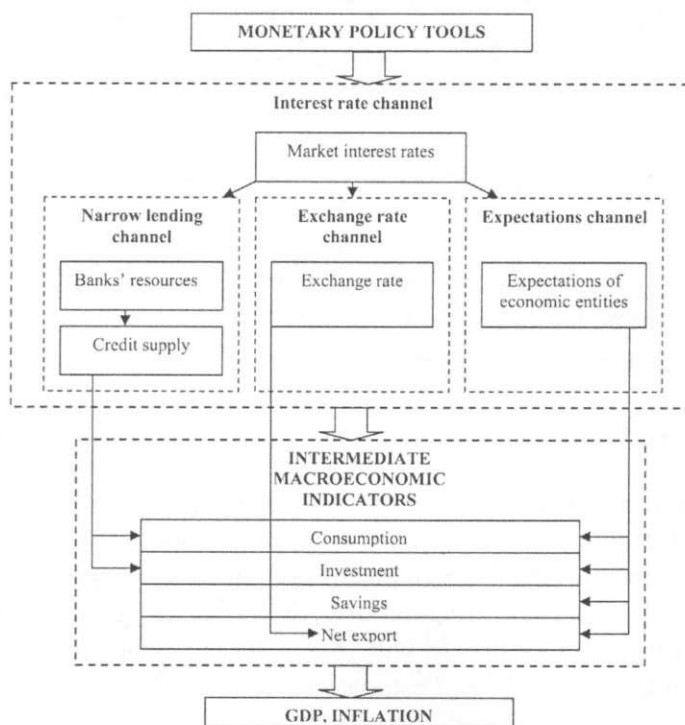 MONETARY POLICY TOOLS
Interest rate channel
Market interest rates
Narrow lending
channel
Banks' resources
Credit supply
Exchange rate
channel
Exchange rate
Expectations channel
Expectations of
economic entities
INTERMEDIATE
MACROECONOMIC
INDICATORS
Consumption
Investment
Savings
Net export
GDP, INFLATION